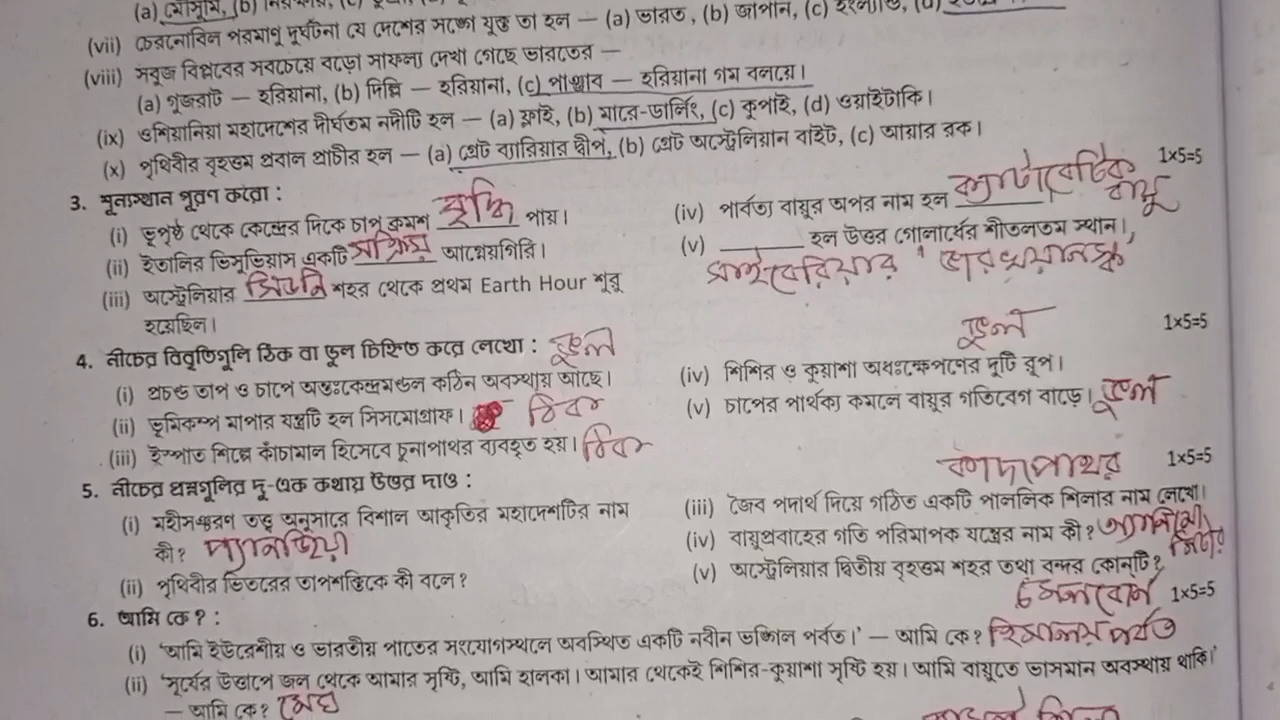 (a) মৌসুমি, (b)
(vii) চেরনোবিল পরমাণু দুর্ঘটনা যে দেশের সঙ্গে যুক্ত তা হল — (a) ভারত, (b) জাপান, (c) ইংল্যান্ড, (d)
(viii) সবুজ বিপ্লবের সবচেয়ে বড়ো সাফল্য দেখা গেছে ভারতের —
(a) গুজরাট — হরিয়ানা, (b) দিল্লি — হরিয়ানা, (c) পাঞ্জাব — হরিয়ানা গম বলয়ে।
(ix) ওশিয়ানিয়া মহাদেশের দীর্ঘতম নদীটি হল — (a) ফ্লাই, (b) মারে-ডার্লিং, (c) কুপাই, (d) ওয়াইটাকি।
(x) পৃথিবীর বৃহত্তম প্রবাল প্রাচীর হল — (a) গ্রেট ব্যারিয়ার দ্বীপ, (b) গ্রেট অস্ট্রেলিয়ান বাইট, (c) আয়ার রক।
3. শূন্যস্থান পূরণ করো : 1×5=5
(i) ভূপৃষ্ঠ থেকে কেন্দ্রের দিকে চাপ ক্রমশ বৃদ্ধি পায়।
(ii) ইতালির ভিসুভিয়াস একটি সক্রিয় আগ্নেয়গিরি।
(iii) অস্ট্রেলিয়ার সিডনি শহর থেকে প্রথম Earth Hour শুরু
হয়েছিল।
(iv) পার্বত্য বায়ুর অপর নাম হল ক্যাটাবেটিক বায়ু
(v) ________ হল উত্তর গোলার্ধের শীতলতম স্থান।
সাইবেরিয়ার ভারখয়ানস্ক
4. নীচের বিবৃতিগুলি ঠিক বা ভুল চিহ্নিত করে লেখো : 1×5=5
(i) প্রচণ্ড তাপ ও চাপে অন্তঃকেন্দ্রমণ্ডল কঠিন অবস্থায় আছে। ভুল
(ii) ভূমিকম্প মাপার যন্ত্রটি হল সিসমোগ্রাফ। ঠিক
(iii) ইস্পাত শিল্পে কাঁচামাল হিসেবে চুনাপাথর ব্যবহৃত হয়। ঠিক
(iv) শিশির ও কুয়াশা অধঃক্ষেপণের দুটি রূপ। ভুল
(v) চাপের পার্থক্য কমলে বায়ুর গতিবেগ বাড়ে। ভুল
5. নীচের প্রশ্নগুলির দু-এক কথায় উত্তর দাও : 1×5=5
(i) মহীসঞ্চরণ তত্ত্ব অনুসারে বিশাল আকৃতির মহাদেশটির নাম
কী? প্যানজিয়া
(ii) পৃথিবীর ভিতরের তাপশক্তিকে কী বলে?
কাদাপাথর
(iii) জৈব পদার্থ দিয়ে গঠিত একটি পাললিক শিলার নাম লেখো।
(iv) বায়ুপ্রবাহের গতি পরিমাপক যন্ত্রের নাম কী? অ্যানিমো মিটার
(v) অস্ট্রেলিয়ার দ্বিতীয় বৃহত্তম শহর তথা বন্দর কোনটি?
মেলবোর্ন
6. আমি কে? : 1×5=5
(i) 'আমি ইউরেশীয় ও ভারতীয় পাতের সংযোগস্থলে অবস্থিত একটি নবীন ভঙ্গিল পর্বত।' — আমি কে? হিমালয় পর্বত
(ii) 'সূর্যের উত্তাপে জল থেকে আমার সৃষ্টি, আমি হালকা। আমার থেকেই শিশির-কুয়াশা সৃষ্টি হয়। আমি বায়ুতে ভাসমান অবস্থায় থাকি।'
— আমি কে? মেঘ